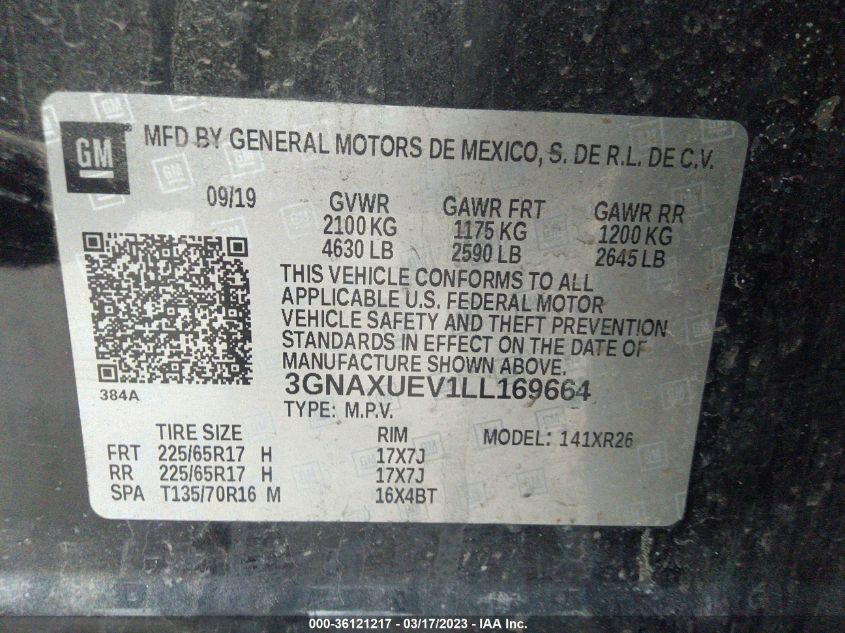 GM
MFD BY GENERAL MOTORS DE MEXICO, S. DE R.L. DE C.V.
09/19 GVWR GAWR FRT GAWR RR
2100 KG 1175 KG 1200 KG
4630 LB 2590 LB 2645 LB
THIS VEHICLE CONFORMS TO ALL
APPLICABLE U.S. FEDERAL MOTOR
VEHICLE SAFETY AND THEFT PREVENTION
STANDARDS IN EFFECT ON THE DATE OF
MANUFACTURE SHOWN ABOVE.
384A
3GNAXUEV1LL169664
TYPE: M.P.V.
TIRE SIZE RIM MODEL: 141XR26
FRT 225/65R17 H 17X7J
RR 225/65R17 H 17X7J
SPA T135/70R16 M 16X4BT
000-36121217 - 03/17/2023 - IAA Inc.